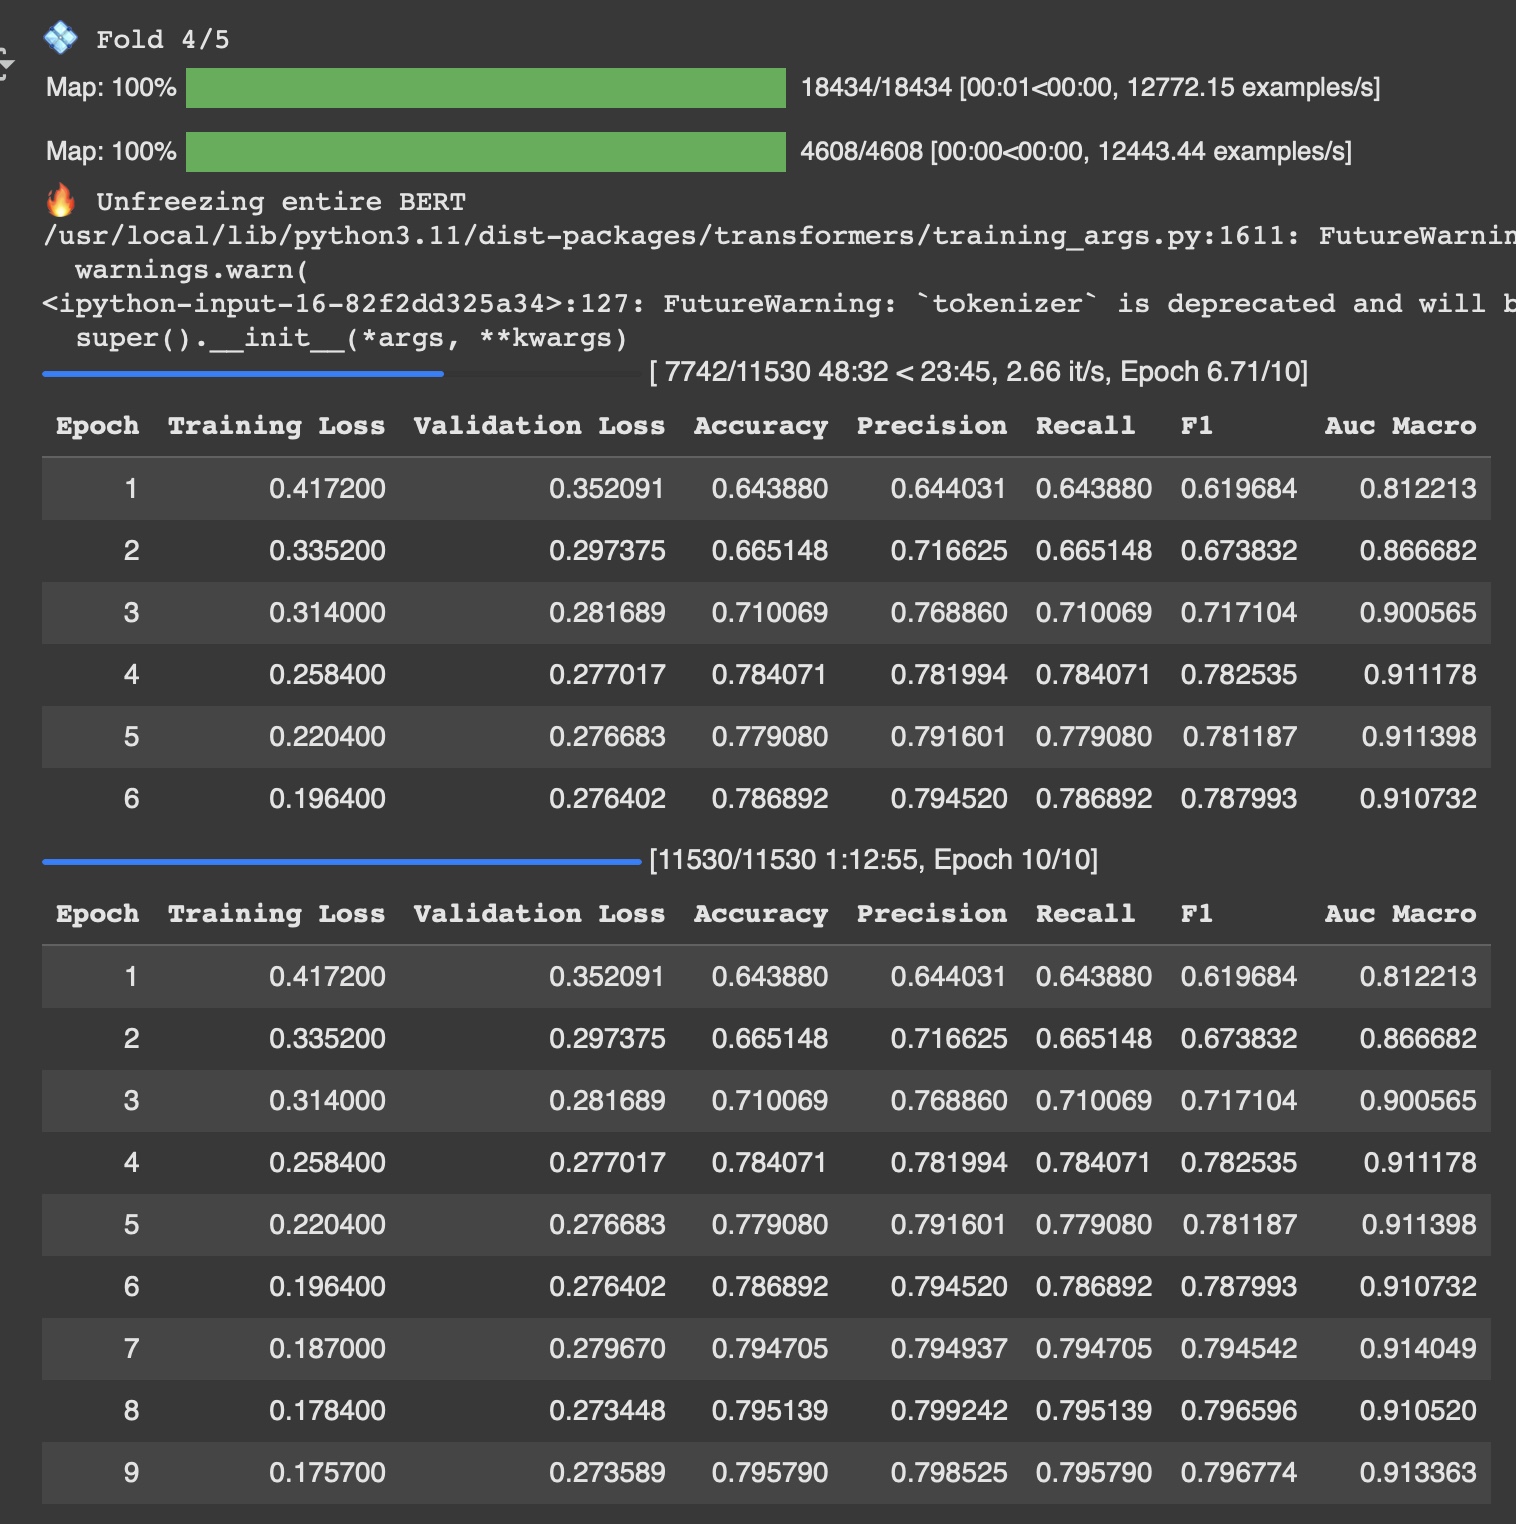 Fold 4/5
Map: 100% 18434/18434 [00:01<00:00, 12772.15 examples/s]
Map: 100% 4608/4608 [00:00<00:00, 12443.44 examples/s]
Unfreezing entire BERT
/usr/local/lib/python3.11/dist-packages/transformers/training_args.py:1611: FutureWarnin
warnings.warn(
<ipython-input-16-82f2dd325a34>:127: FutureWarning: `tokenizer` is deprecated and will b
super().__init__(*args, **kwargs)
[ 7742/11530 48:32 < 23:45, 2.66 it/s, Epoch 6.71/10]
Epoch Training Loss Validation Loss Accuracy Precision Recall F1 Auc Macro
1 0.417200 0.352091 0.643880 0.644031 0.643880 0.619684 0.812213
2 0.335200 0.297375 0.665148 0.716625 0.665148 0.673832 0.866682
3 0.314000 0.281689 0.710069 0.768860 0.710069 0.717104 0.900565
4 0.258400 0.277017 0.784071 0.781994 0.784071 0.782535 0.911178
5 0.220400 0.276683 0.779080 0.791601 0.779080 0.781187 0.911398
6 0.196400 0.276402 0.786892 0.794520 0.786892 0.787993 0.910732
[11530/11530 1:12:55, Epoch 10/10]
Epoch Training Loss Validation Loss Accuracy Precision Recall F1 Auc Macro
1 0.417200 0.352091 0.643880 0.644031 0.643880 0.619684 0.812213
2 0.335200 0.297375 0.665148 0.716625 0.665148 0.673832 0.866682
3 0.314000 0.281689 0.710069 0.768860 0.710069 0.717104 0.900565
4 0.258400 0.277017 0.784071 0.781994 0.784071 0.782535 0.911178
5 0.220400 0.276683 0.779080 0.791601 0.779080 0.781187 0.911398
6 0.196400 0.276402 0.786892 0.794520 0.786892 0.787993 0.910732
7 0.187000 0.279670 0.794705 0.794937 0.794705 0.794542 0.914049
8 0.178400 0.273448 0.795139 0.799242 0.795139 0.796596 0.910520
9 0.175700 0.273589 0.795790 0.798525 0.795790 0.796774 0.913363